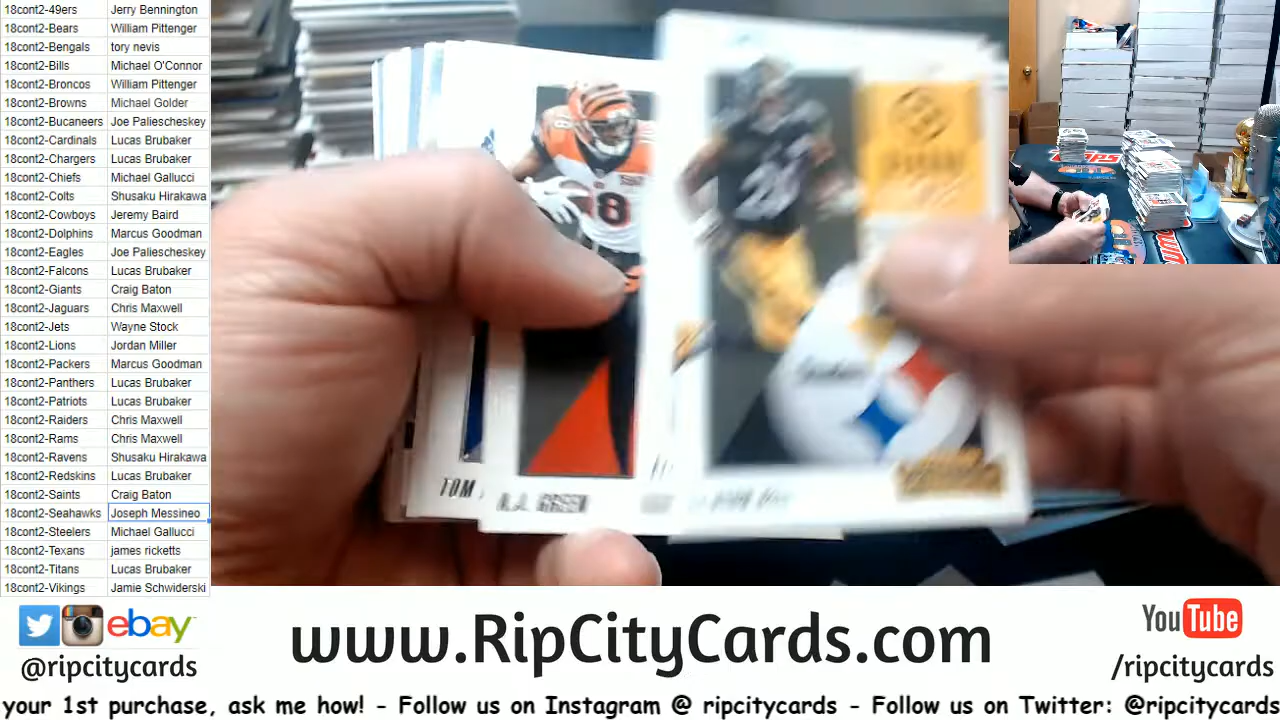 18cont2-49ers Jerry Bennington
18cont2-Bears William Pittenger
18cont2-Bengals tory nevis
18cont2-Bills Michael O'Connor
18cont2-Broncos William Pittenger
18cont2-Browns Michael Golder
18cont2-Bucaneers Joe Paliescheskey
18cont2-Cardinals Lucas Brubaker
18cont2-Chargers Lucas Brubaker
18cont2-Chiefs Michael Gallucci
18cont2-Colts Shusaku Hirakawa
18cont2-Cowboys Jeremy Baird
18cont2-Dolphins Marcus Goodman
18cont2-Eagles Joe Paliescheskey
18cont2-Falcons Lucas Brubaker
18cont2-Giants Craig Baton
18cont2-Jaguars Chris Maxwell
18cont2-Jets Wayne Stock
18cont2-Lions Jordan Miller
18cont2-Packers Marcus Goodman
18cont2-Panthers Lucas Brubaker
18cont2-Patriots Lucas Brubaker
18cont2-Raiders Chris Maxwell
18cont2-Rams Chris Maxwell
18cont2-Ravens Shusaku Hirakawa
18cont2-Redskins Lucas Brubaker
18cont2-Saints Craig Baton
18cont2-Seahawks Joseph Messineo
18cont2-Steelers Michael Gallucci
18cont2-Texans james ricketts
18cont2-Titans Lucas Brubaker
18cont2-Vikings Jamie Schwiderski
TOM
A.J. GREEN
ebay
@ripcitycards
www.RipCityCards.com
YouTube
/ripcitycards
your 1st purchase, ask me how! - Follow us on Instagram @ ripcitycards - Follow us on Twitter: @ripcitycards